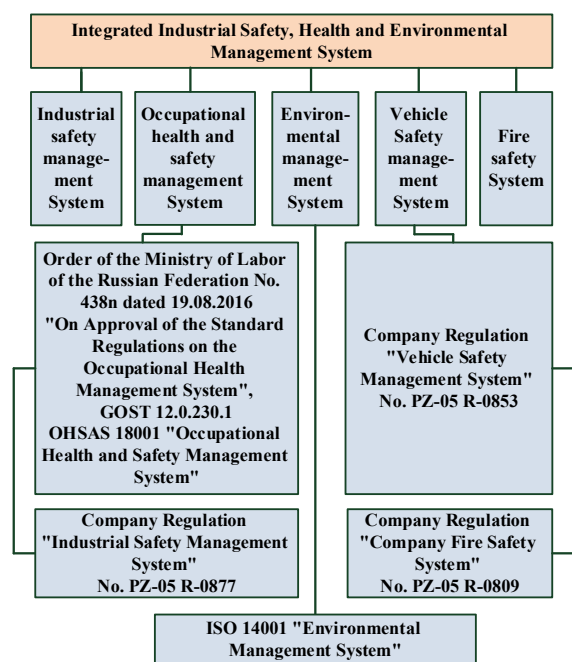 Integrated Industrial Safety, Health and Environmental
Management System
Industrial
safety
manage-
ment
System
Occupational
health and
safety
management
System
Environ-
mental
manage-
ment
System
Vehicle
Safety
manage-
ment
System
Fire
safety
System
Order of the Ministry of Labor
of the Russian Federation No.
438n dated 19.08.2016
"On Approval of the Standard
Regulations on the
Occupational Health
Management System",
GOST 12.0.230.1
OHSAS 18001 "Occupational
Health and Safety Management
System"
Company Regulation
"Vehicle Safety
Management System"
No. PZ-05 R-0853
Company Regulation
"Industrial Safety Management
System"
No. PZ-05 R-0877
Company Regulation
"Company Fire Safety
System"
No. PZ-05 R-0809
ISO 14001 "Environmental
Management System"